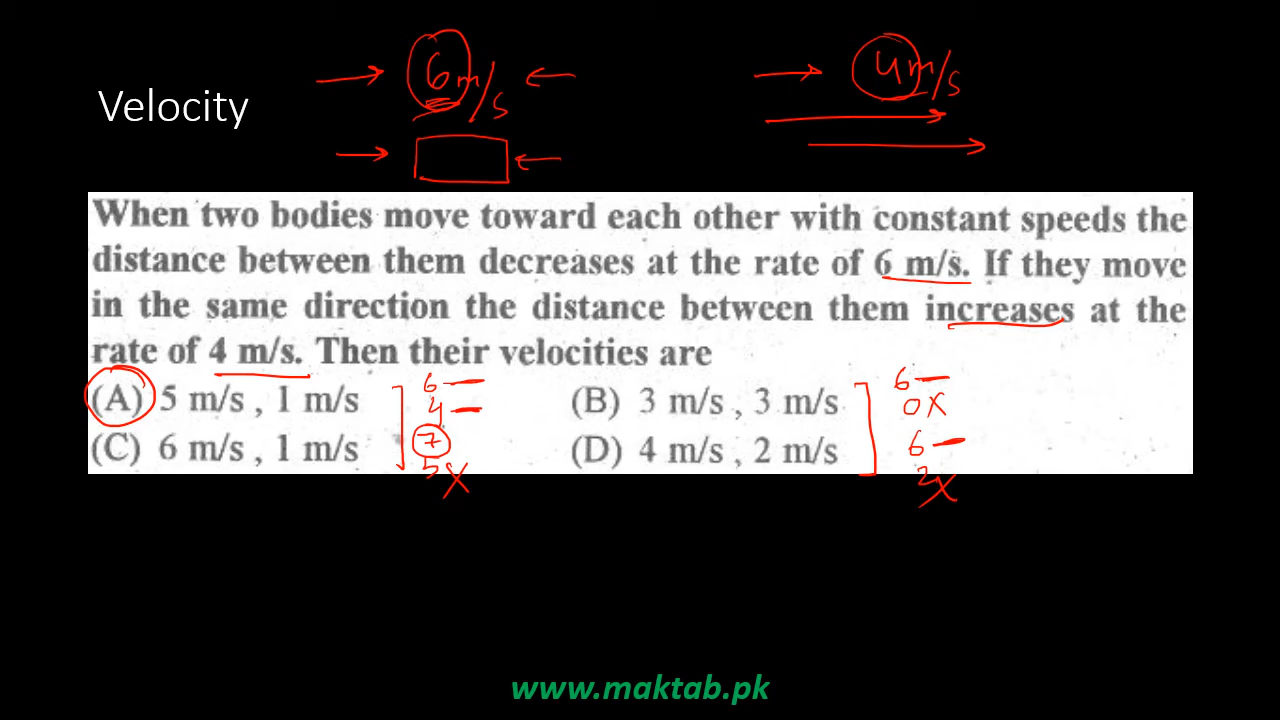 6 m/s
4 m/s
Velocity
When two bodies move toward each other with constant speeds the
distance between them decreases at the rate of 6 m/s. If they move
in the same direction the distance between them increases at the
rate of 4 m/s. Then their velocities are
(A) 5 m/s , 1 m/s
6
4
(B) 3 m/s , 3 m/s
6
0 X
(C) 6 m/s , 1 m/s
7
5 X
(D) 4 m/s , 2 m/s
6
2 X
www.maktab.pk